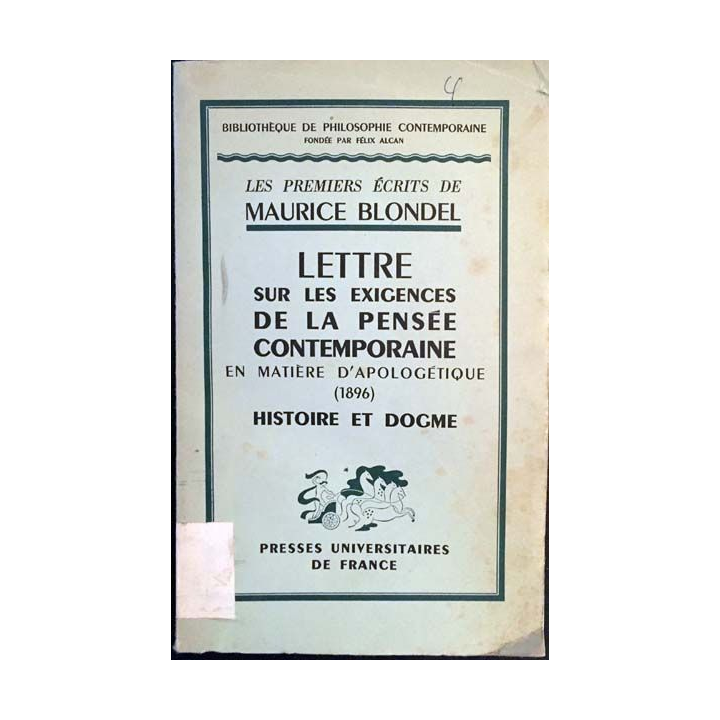 BIBLIOTHÈQUE DE PHILOSOPHIE CONTEMPORAINE
FONDÉE PAR FÉLIX ALCAN
LES PREMIERS ÉCRITS DE
MAURICE BLONDEL
LETTRE
SUR LES EXIGENCES
DE LA PENSÉE
CONTEMPORAINE
EN MATIÈRE D'APOLOGÉTIQUE
(1896)
HISTOIRE ET DOGME
PRESSES UNIVERSITAIRES
DE FRANCE